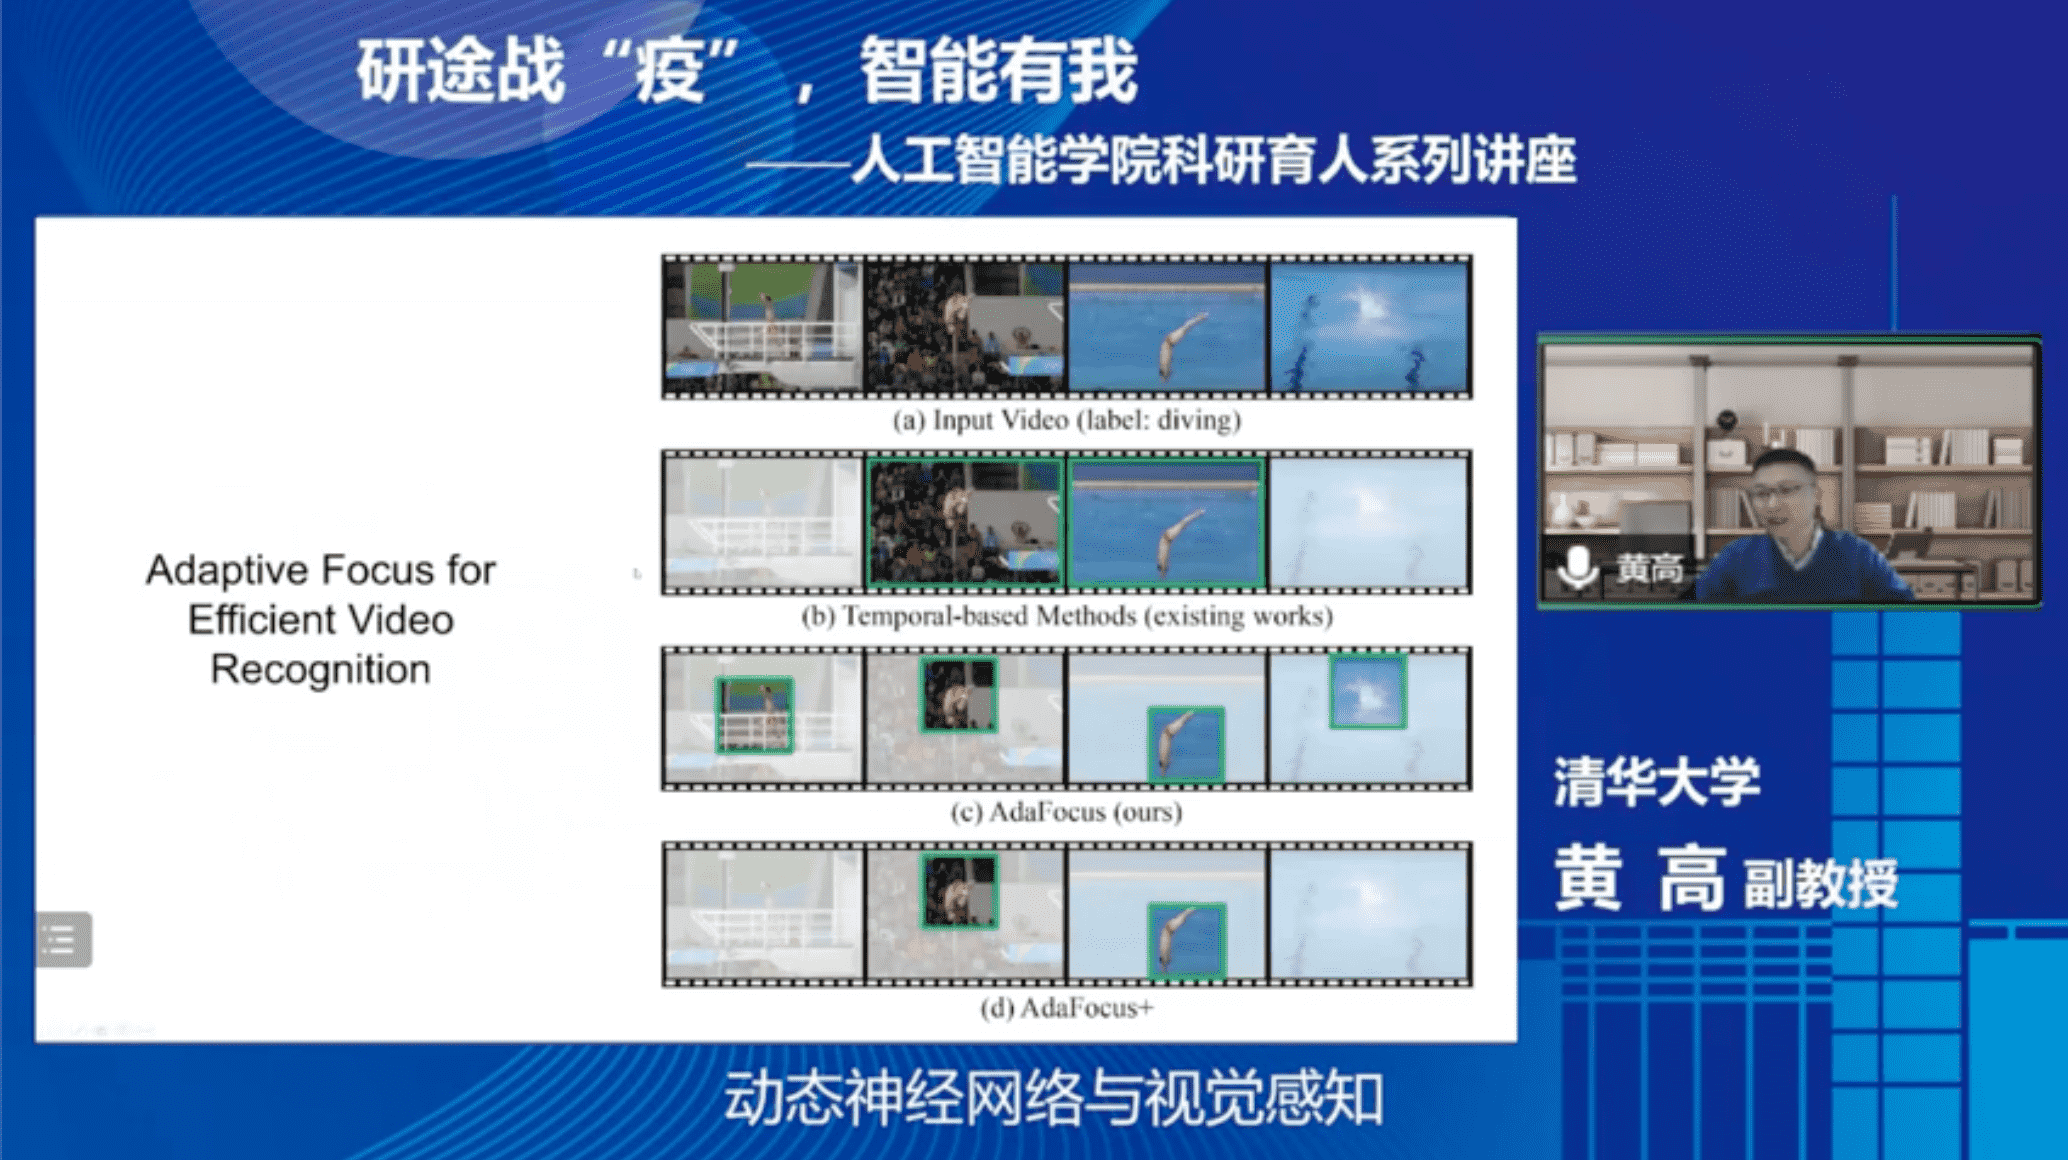 研途战“疫”，智能有我
——人工智能学院科研育人系列讲座
Adaptive Focus for
Efficient Video
Recognition
(a) Input Video (label: diving)
(b) Temporal-based Methods (existing works)
(c) AdaFocus (ours)
(d) AdaFocus+
黄高
清华大学
黄 高 副教授
动态神经网络与视觉感知